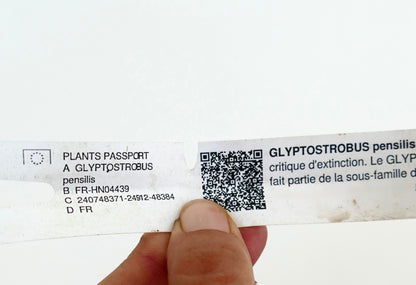 PLANTS PASSPORT
A GLYPTOSTROBUS
pensilis
B FR-HN04439
C 240748371-24912-48384
D FR
GLYPTOSTROBUS pensilis
critique d'extinction. Le GLYP
fait partie de la sous-famille d